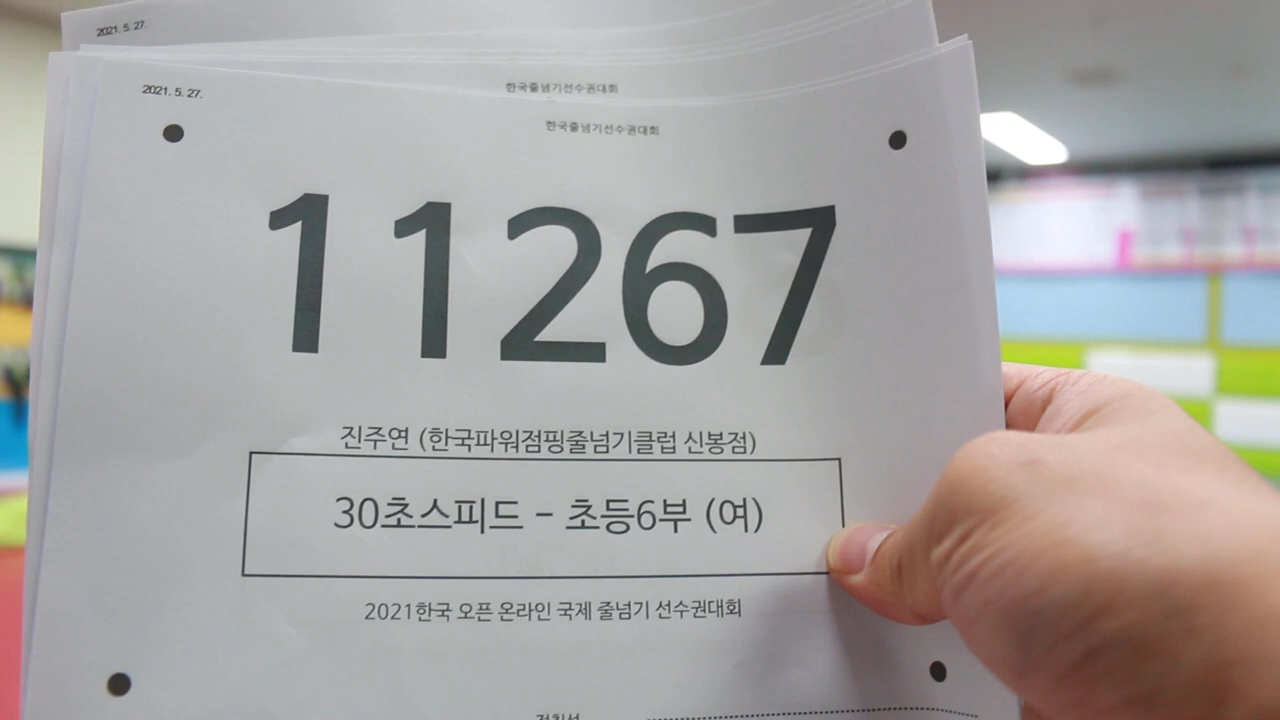 2021. 5. 27.
2021. 5. 27.
한국줄넘기선수권대회
한국줄넘기선수권대회
11267
진주연 (한국파워점핑줄넘기클럽 신봉점)
30초스피드 - 초등6부 (여)
2021한국 오픈 온라인 국제 줄넘기 선수권대회